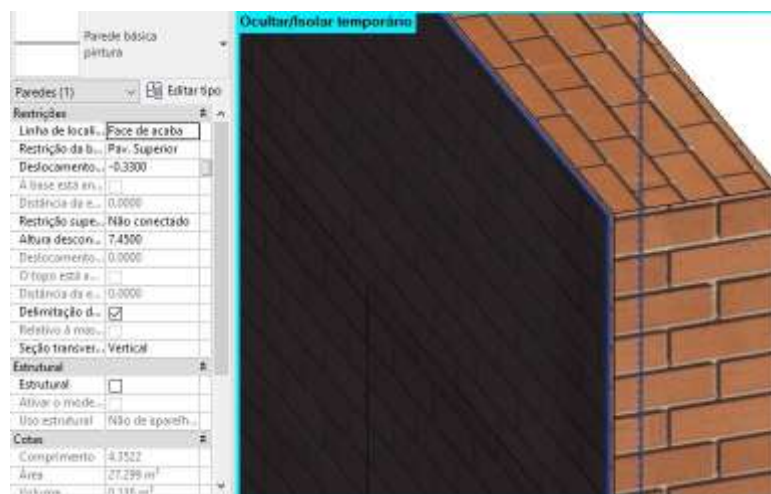 Parede básica
pintura
Ocultar/Isolar temporário
Paredes (1)
Editar tipo
Restrições
Linha de locali... Face de acaba
Restrição da b... Pav. Superior
Deslocamento... -0.3300
A base está an...
Distância da e... 0.0000
Restrição supe... Não conectado
Altura descon... 7.4500
Deslocamento... 0.0000
O topo está a...
Distância da e... 0.0000
Delimitação d...
Relativo à mas...
Seção transver... Vertical
Estrutural
Estrutural
Ativar o mode...
Uso estrutural Não de aparelh...
Cotas
Comprimento 4.3522
Área 27.299 m²
Volume